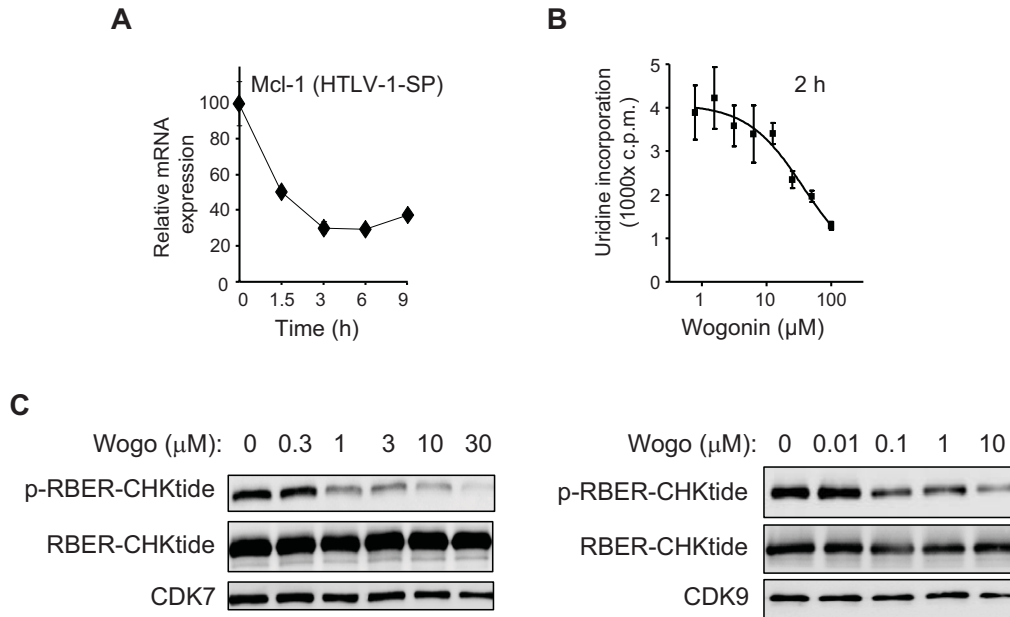 A
Mcl-1 (HTLV-1-SP)
Relative mRNA
expression
100
80
60
40
20
0
0 1.5 3 6 9
Time (h)
B
2 h
Uridine incorporation
(1000x c.p.m.)
5
4
3
2
1
0
1 10 100
Wogonin (µM)
C
Wogo (µM): 0 0.3 1 3 10 30
p-RBER-CHKtide
RBER-CHKtide
CDK7
Wogo (µM): 0 0.01 0.1 1 10
p-RBER-CHKtide
RBER-CHKtide
CDK9